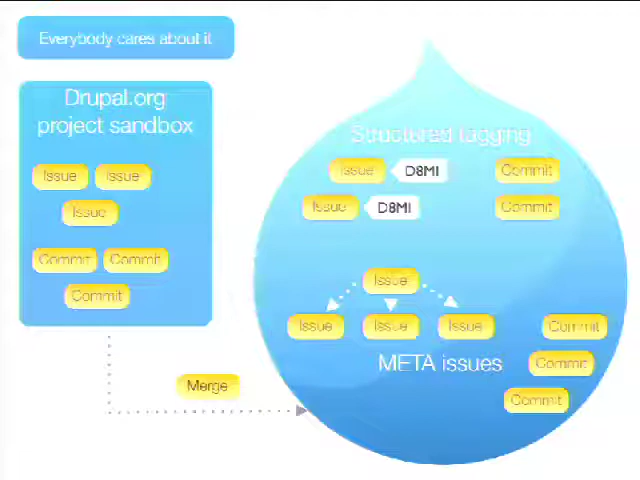 Everybody cares about it
Drupal.org
project sandbox
Issue Issue
Issue
Commit Commit
Commit
Merge
Structured tagging
Issue D8MI Commit
Issue D8MI Commit
Issue
Issue Issue Issue Commit
META issues Commit
Commit